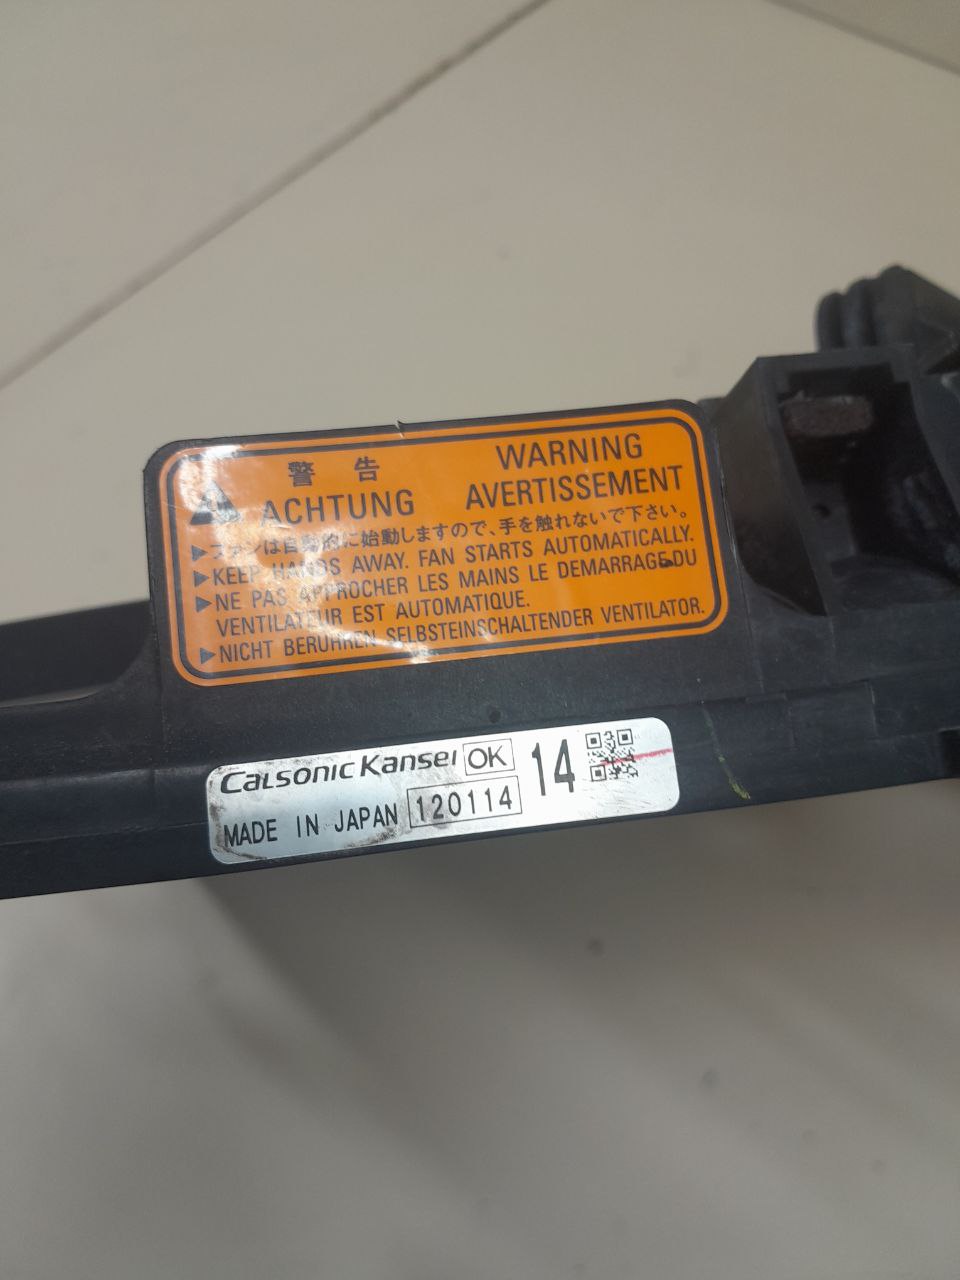 警告 WARNING
ACHTUNG AVERTISSEMENT
▶ファンは自動的に始動しますので、手を触れないで下さい。
▶KEEP HANDS AWAY. FAN STARTS AUTOMATICALLY.
▶NE PAS APPROCHER LES MAINS LE DEMARRAGE DU
VENTILATEUR EST AUTOMATIQUE.
▶NICHT BERUHREN SELBSTEINSCHALTENDER VENTILATOR.
CALSONIC KANSEI OK 14
MADE IN JAPAN 120114